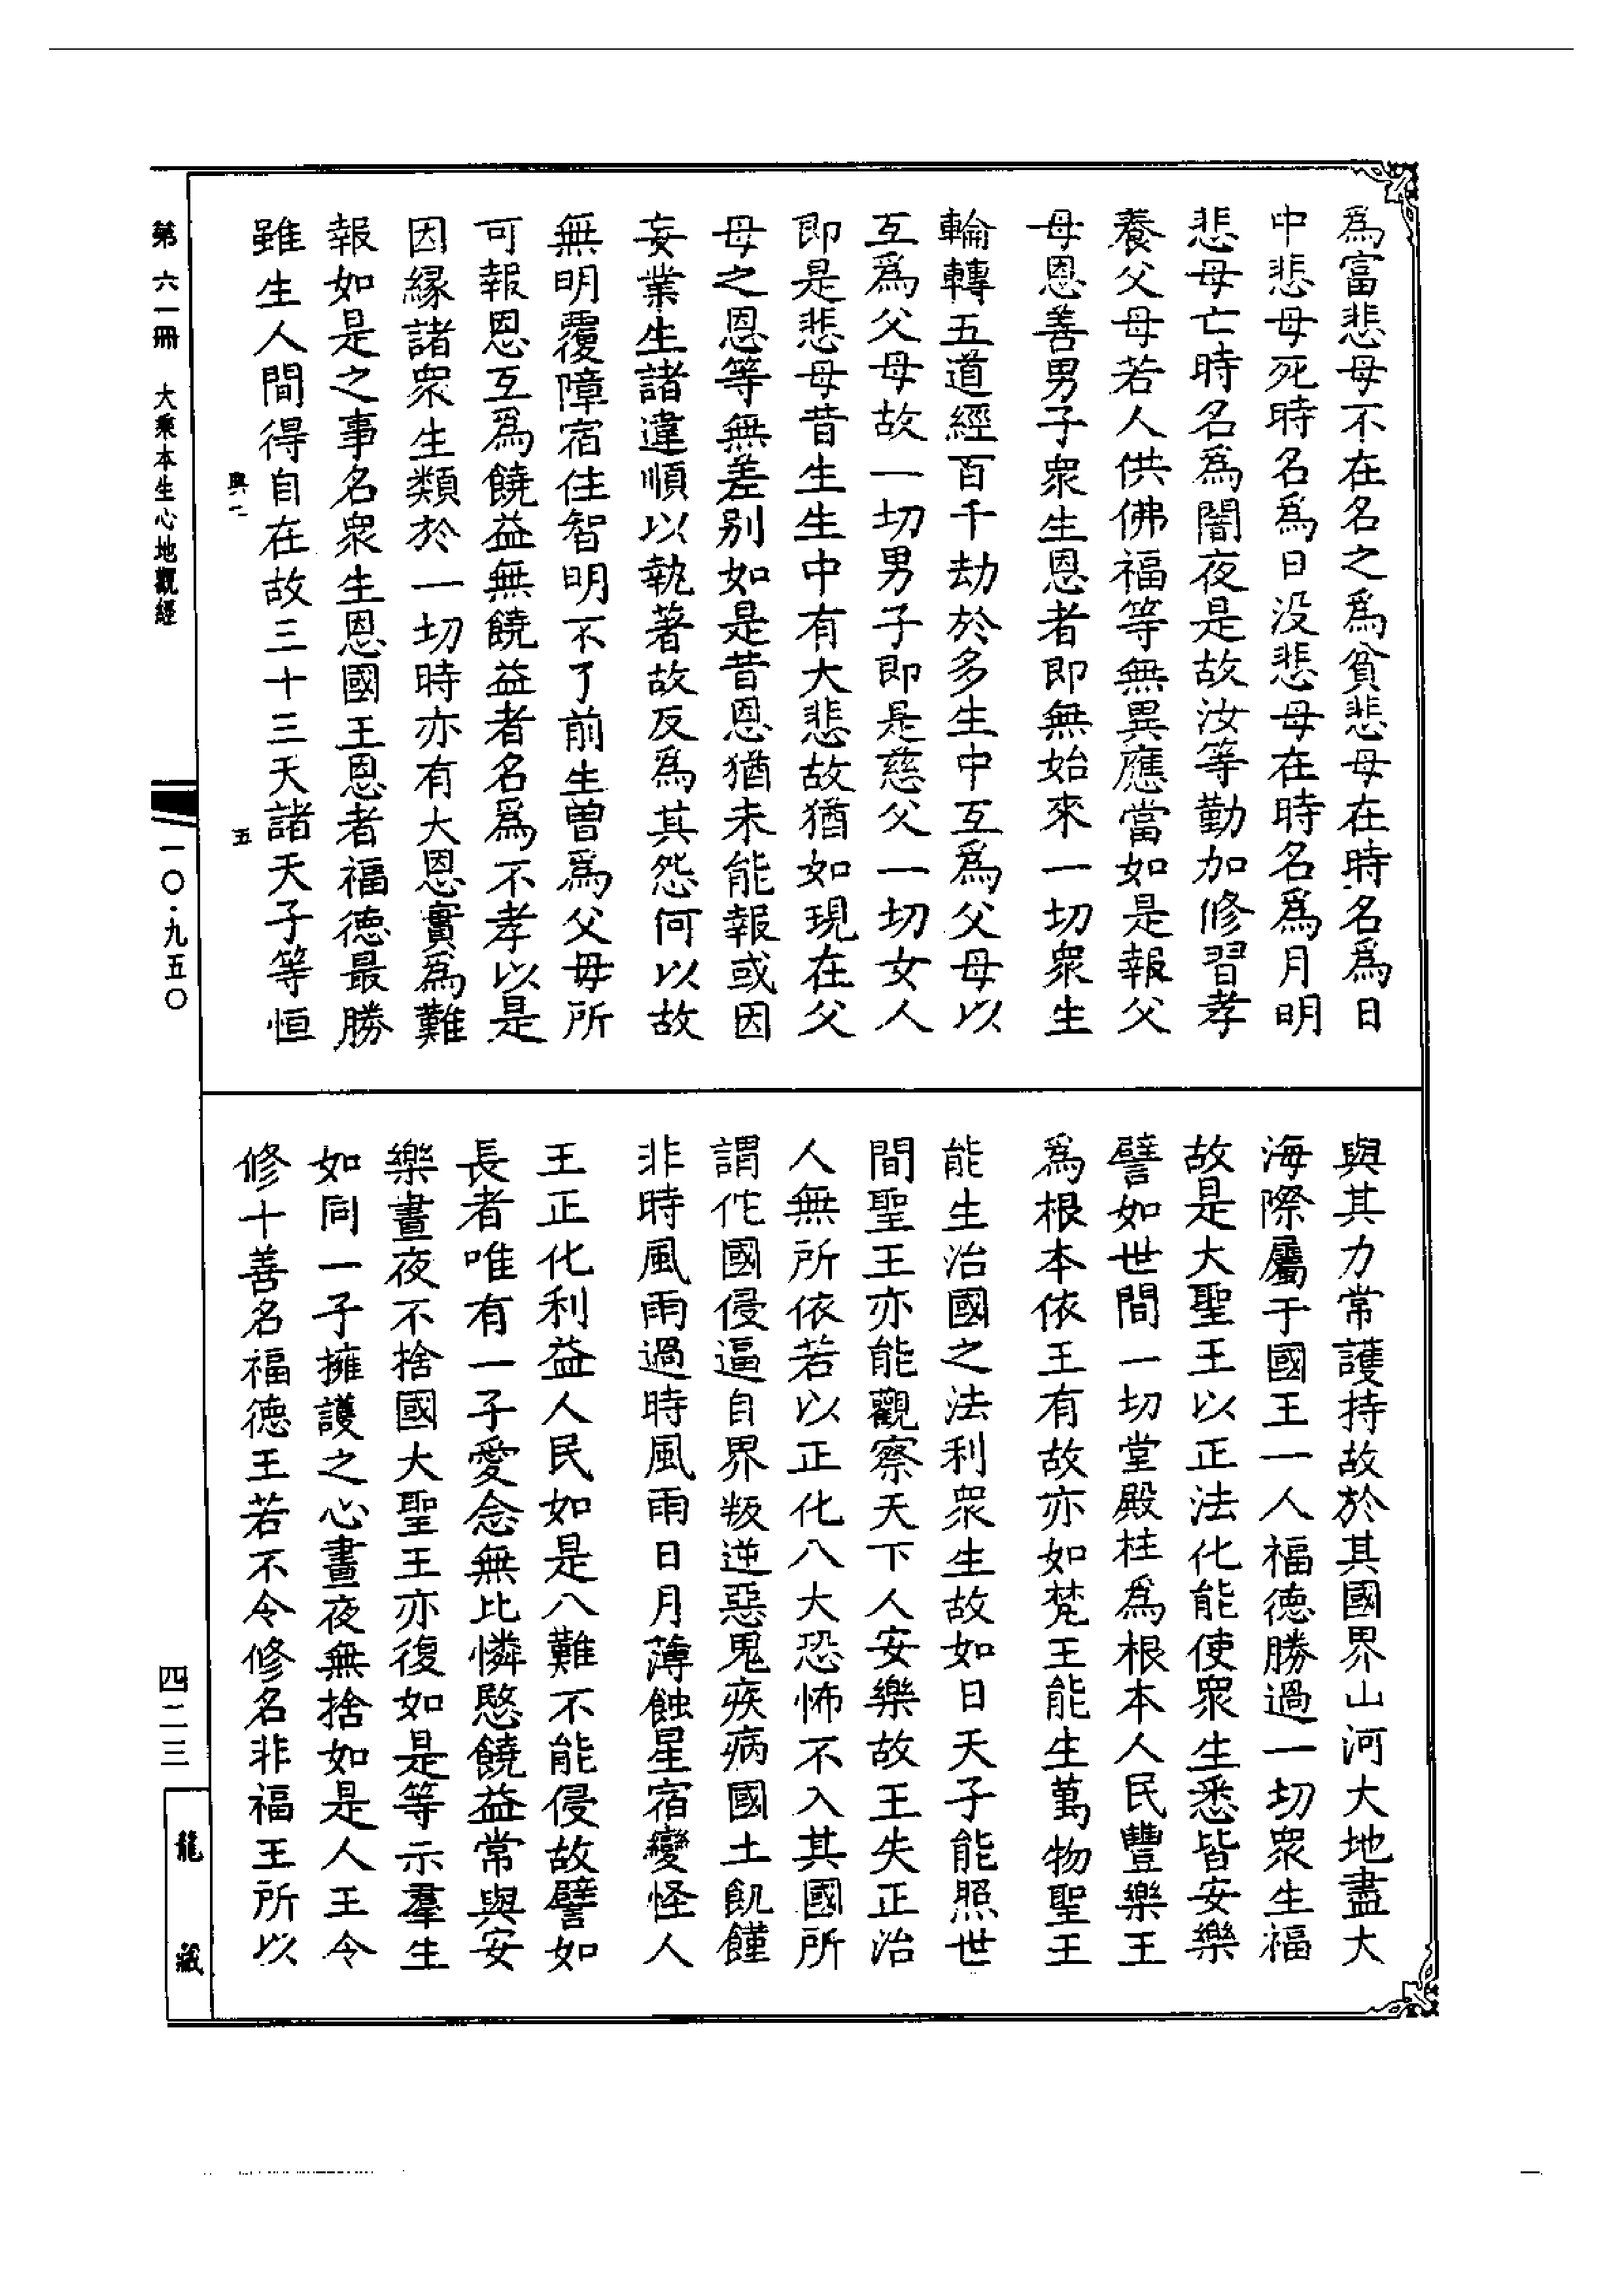 爲富悲母不在名之爲貧悲母在時名爲日
中悲母死時名爲日没悲母在時名爲月明
悲母亡時名爲闇夜是故汝等勤加修習孝
養父母若人供佛福等無異應當如是報父
母恩善男子衆生恩者即無始來一切衆生
輪轉五道經百千劫於多生中互爲父母以
互爲父母故一切男子即是慈父一切女人
即是悲母昔生生中有大悲故猶如現在父
母之恩等無差别如是昔恩猶未能報或因
妄業生諸違順以執著故反爲其怨何以故
無明覆障宿住智明不了前生曾爲父母所
可報恩互爲饒益無饒益者名爲不孝以是
因緣諸衆生類於一切時亦有大恩實爲難
報如是之事名衆生恩國王恩者福德最勝
雖生人間得自在故三十三天諸天子等恒
與其力常護持故於其國界山河大地盡大
海際屬于國王一人福德勝過一切衆生福
故是大聖王以正法化能使衆生悉皆安樂
譬如世間一切堂殿柱爲根本人民豐樂王
爲根本依王有故亦如梵王能生萬物聖王
能生治國之法利衆生故如日天子能照世
間聖王亦能觀察天下人安樂故王失正治
人無所依若以正化八大恐怖不入其國所
謂佗國侵逼自界叛逆惡鬼疾病國土飢饉
非時風雨過時風雨日月薄蝕星宿變怪人
王正化利益人民如是八難不能侵故譬如
長者唯有一子愛念無比憐愍饒益常與安
樂晝夜不捨國大聖王亦復如是等示羣生
如同一子擁護之心晝夜無捨如是人王令
修十善名福德王若不令修名非福王所以
興二
五
第六一冊 大乘本生心地觀經
一〇·九五〇
四二三
龍藏